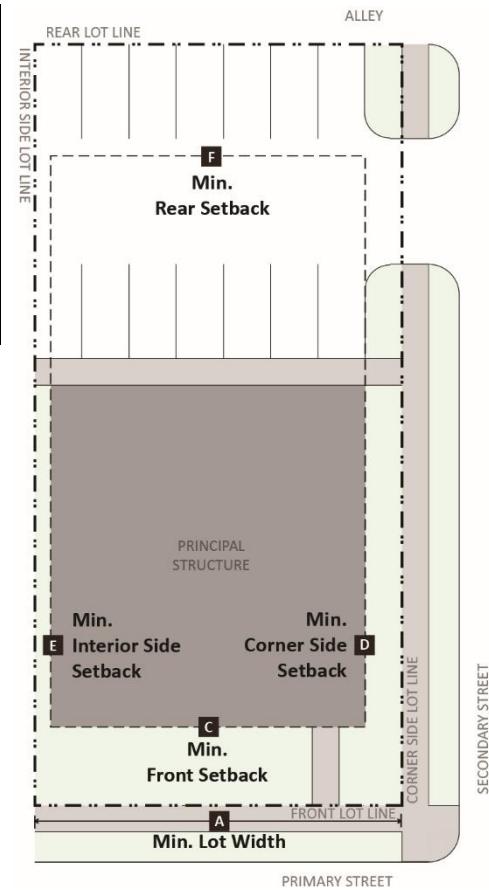 ALLEY
REAR LOT LINE
INTERIOR SIDE LOT LINE
F
Min.
Rear Setback
PRINCIPAL
STRUCTURE
Min.
E Interior Side
Setback
Min.
Corner Side D
Setback
C
Min.
Front Setback
CORNER SIDE LOT LINE
SECONDARY STREET
FRONT LOT LINE
A
Min. Lot Width
PRIMARY STREET